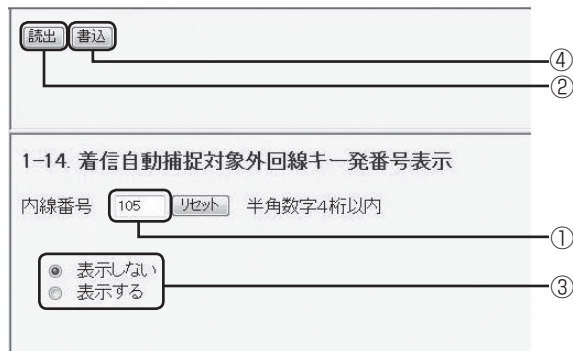 読出 書込
④
②
1-14. 着信自動捕捉対象外回線キー発番号表示
内線番号 105 リセット 半角数字4桁以内
①
表示しない
表示する
③